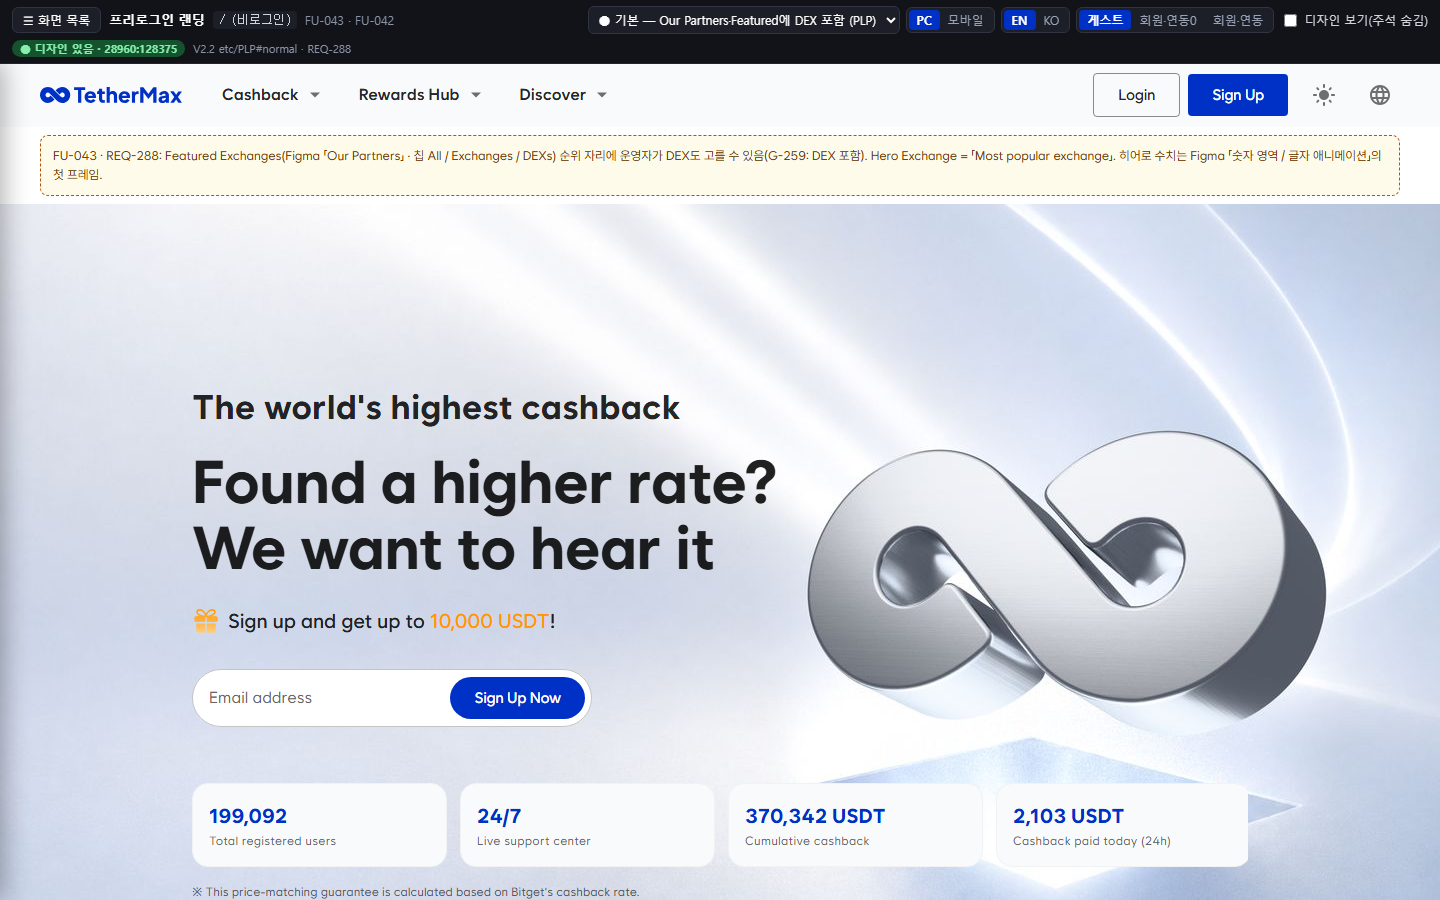 ☰ 화면 목록
프리로그인 랜딩
/ (비로그인)
FU-043 · FU-042
● 기본 — Our Partners·Featured에 DEX 포함 (PLP)
PC 모바일
EN KO
게스트 회원·연동0 회원·연동
디자인 보기(주석 숨김)
● 디자인 있음 · 28960:128375
V2.2 etc/PLP#normal · REQ-288
TetherMax
Cashback
Rewards Hub
Discover
Login
Sign Up
FU-043 · REQ-288: Featured Exchanges(Figma 「Our Partners」 · 칩 All / Exchanges / DEXs) 순위 자리에 운영자가 DEX도 고를 수 있음(G-259: DEX 포함). Hero Exchange = 「Most popular exchange」. 히어로 수치는 Figma 「숫자 영역 / 글자 애니메이션」의
첫 프레임.
The world's highest cashback
Found a higher rate?
We want to hear it
Sign up and get up to 10,000 USDT!
Email address
Sign Up Now
199,092
Total registered users
24/7
Live support center
370,342 USDT
Cumulative cashback
2,103 USDT
Cashback paid today (24h)
※ This price-matching guarantee is calculated based on Bitget's cashback rate.